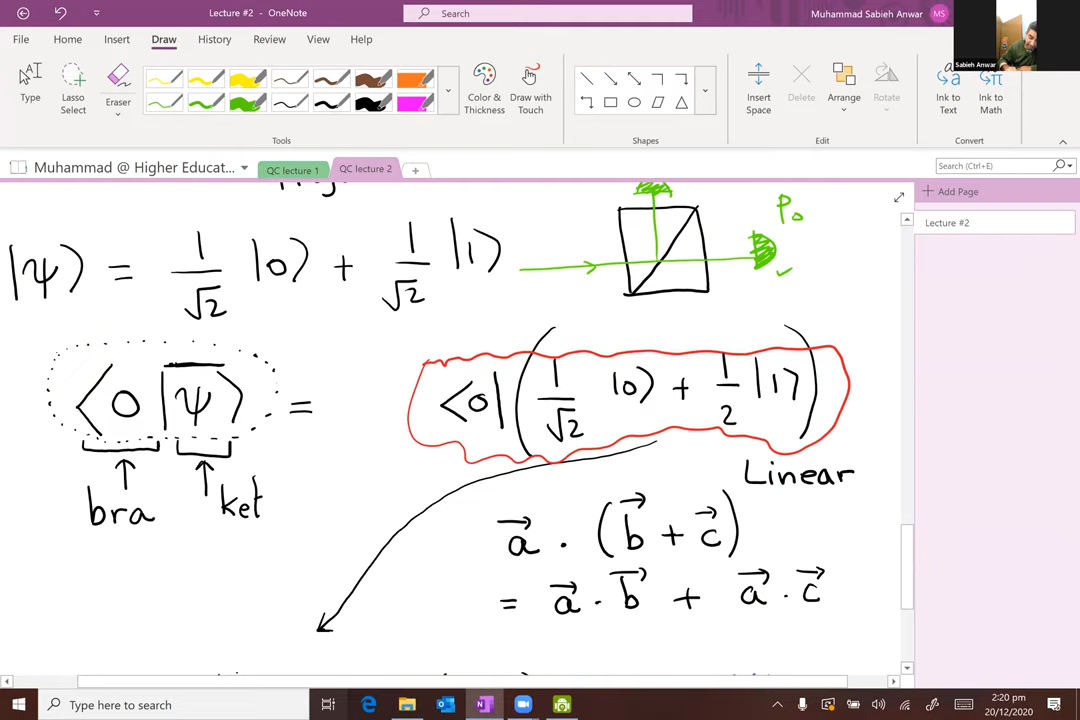 Lecture #2 - OneNote
Search
Muhammad Sabieh Anwar MS
Sabieh Anwar
File Home Insert Draw History Review View Help
Type
Lasso Select
Eraser
Color & Thickness
Draw with Touch
Insert Space
Delete
Arrange
Rotate
Ink to Text
Ink to Math
Tools
Shapes
Edit
Convert
Muhammad @ Higher Educat...
QC lecture 1
QC lecture 2
Search (Ctrl+E)
Add Page
Lecture #2
P₀
|ψ⟩ = 1/√2 |0⟩ + 1/√2 |1⟩
⟨0|ψ⟩ = ⟨0| (1/√2 |0⟩ + 1/2 |1⟩)
bra ket
Linear
a⃗ · (b⃗ + c⃗)
= a⃗ · b⃗ + a⃗ · c⃗
Type here to search
2:20 pm
20/12/2020